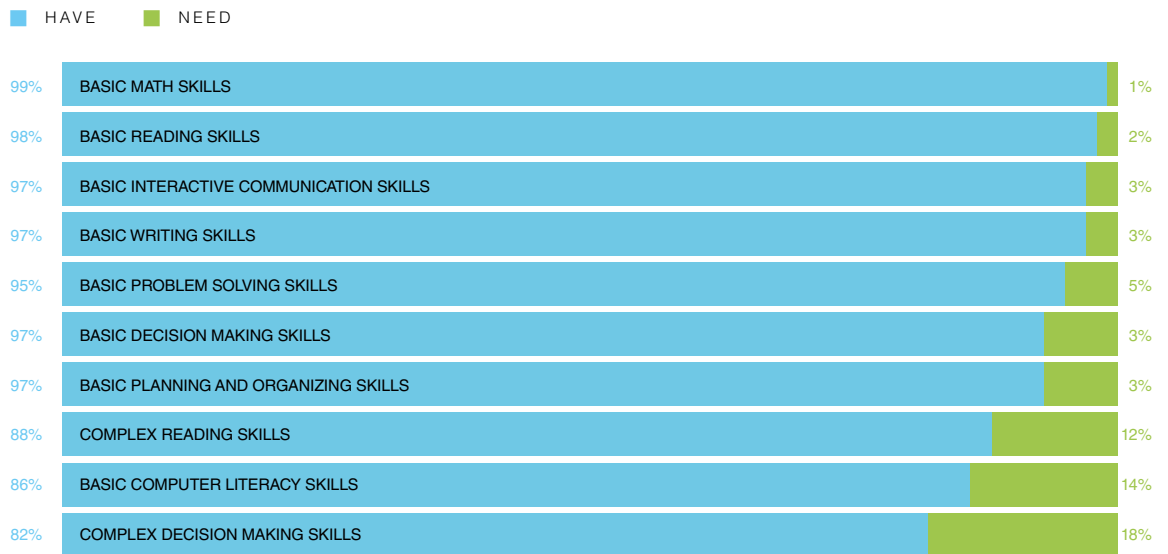 HAVE NEED
99% BASIC MATH SKILLS 1%
98% BASIC READING SKILLS 2%
97% BASIC INTERACTIVE COMMUNICATION SKILLS 3%
97% BASIC WRITING SKILLS 3%
95% BASIC PROBLEM SOLVING SKILLS 5%
97% BASIC DECISION MAKING SKILLS 3%
97% BASIC PLANNING AND ORGANIZING SKILLS 3%
88% COMPLEX READING SKILLS 12%
86% BASIC COMPUTER LITERACY SKILLS 14%
82% COMPLEX DECISION MAKING SKILLS 18%